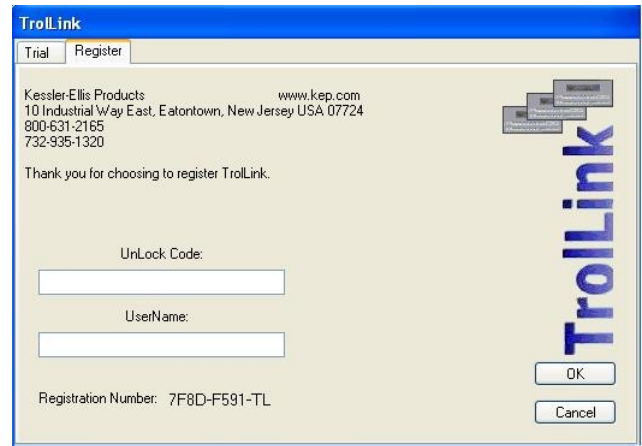 TrolLink
Trial Register
Kessler-Ellis Products www.kep.com
10 Industrial Way East, Eatontown, New Jersey USA 07724
800-631-2165
732-935-1320
Thank you for choosing to register TrolLink.
UnLock Code:
UserName:
Registration Number: 7F8D-F591-TL
TrolLink
OK
Cancel